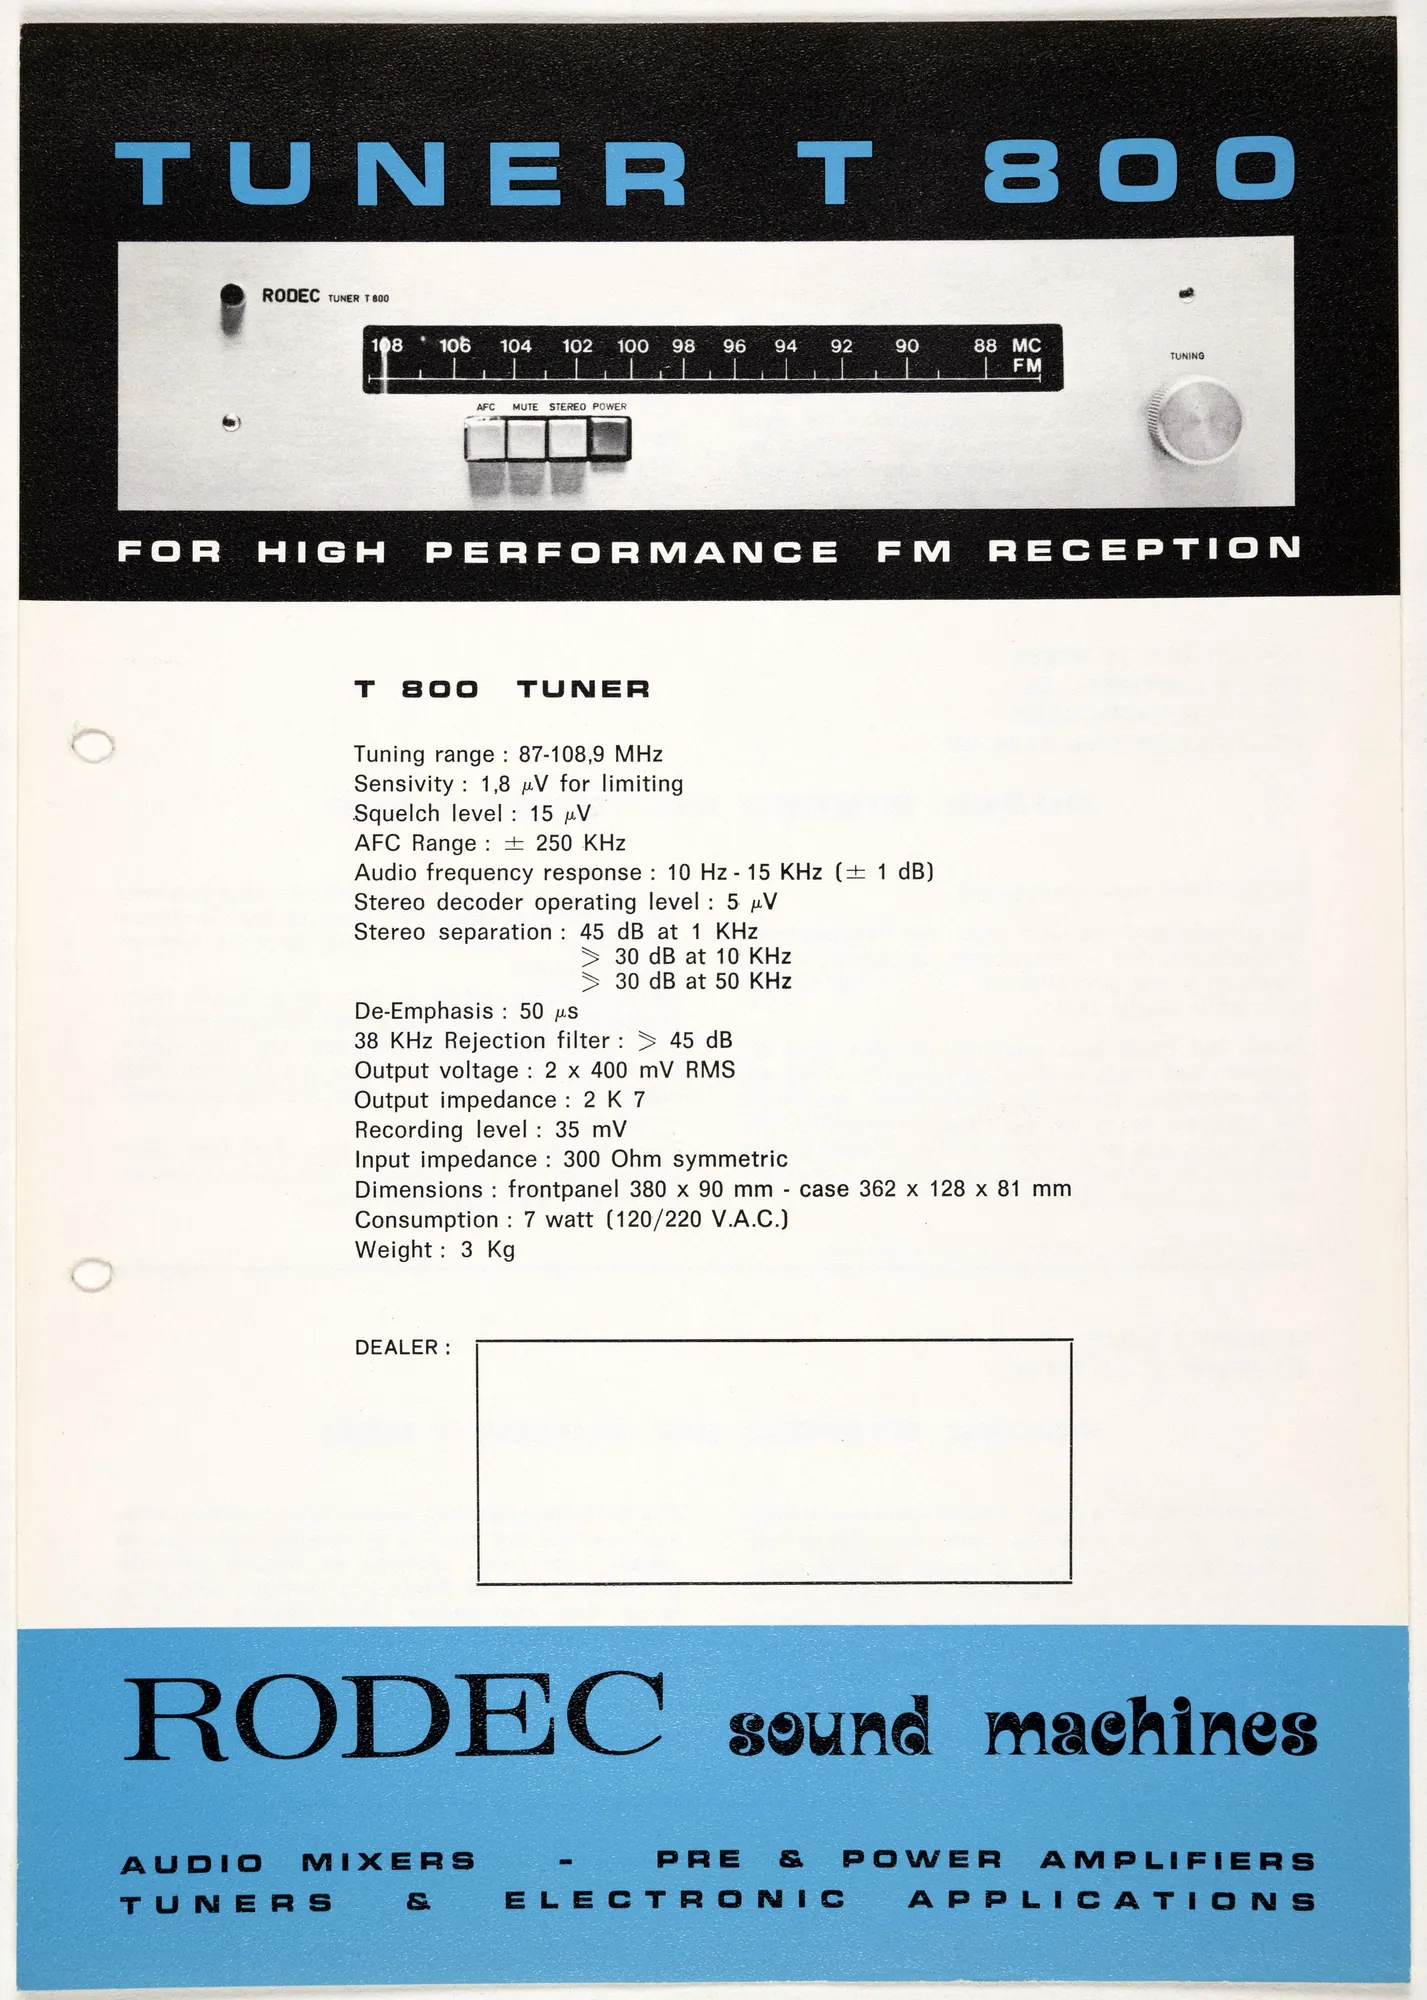 TUNER T 800
RODEC TUNER T 800
108 106 104 102 100 98 96 94 92 90 88 MC
FM
TUNING
AFC MUTE STEREO POWER
FOR HIGH PERFORMANCE FM RECEPTION
T 800 TUNER
Tuning range : 87-108,9 MHz
Sensivity : 1,8 μV for limiting
Squelch level : 15 μV
AFC Range : ± 250 KHz
Audio frequency response : 10 Hz - 15 KHz (± 1 dB)
Stereo decoder operating level : 5 μV
Stereo separation : 45 dB at 1 KHz
⩾ 30 dB at 10 KHz
⩾ 30 dB at 50 KHz
De-Emphasis : 50 μs
38 KHz Rejection filter : ⩾ 45 dB
Output voltage : 2 x 400 mV RMS
Output impedance : 2 K 7
Recording level : 35 mV
Input impedance : 300 Ohm symmetric
Dimensions : frontpanel 380 x 90 mm - case 362 x 128 x 81 mm
Consumption : 7 watt (120/220 V.A.C.)
Weight : 3 Kg
DEALER :
RODEC sound machines
AUDIO MIXERS - PRE & POWER AMPLIFIERS
TUNERS & ELECTRONIC APPLICATIONS